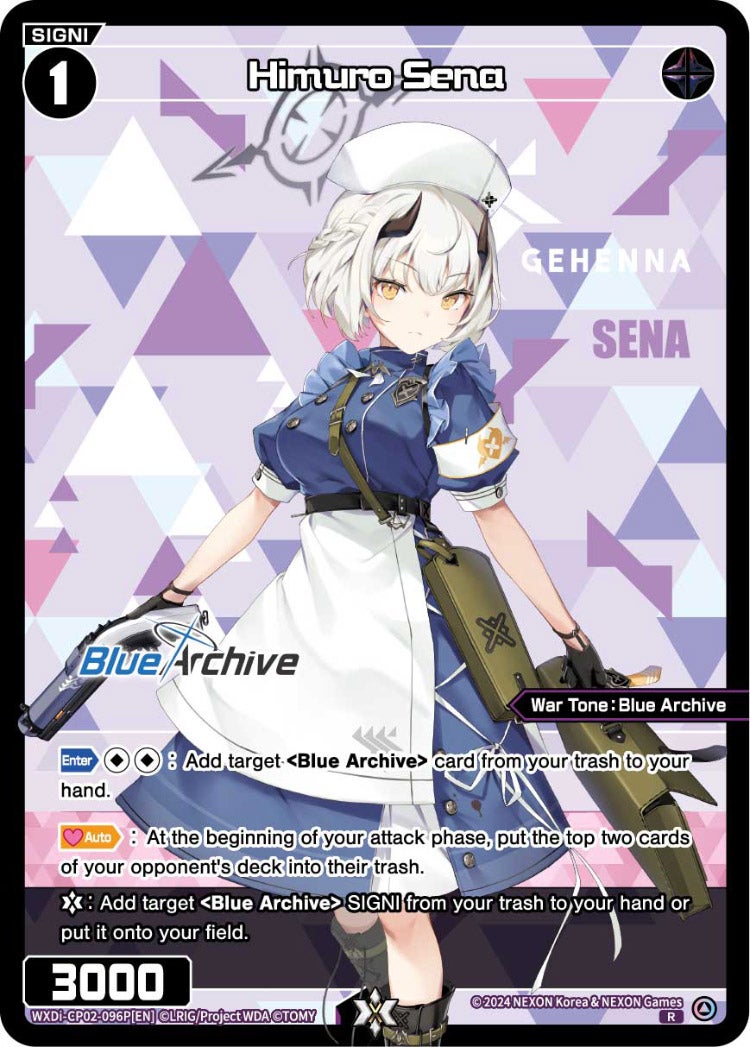 SIGNI
1
Himuro Sena
GEHENNA
SENA
Blue Archive
War Tone:Blue Archive
Enter : Add target <Blue Archive> card from your trash to your
hand.
Auto : At the beginning of your attack phase, put the top two cards
of your opponent's deck into their trash.
: Add target <Blue Archive> SIGNI from your trash to your hand or
put it onto your field.
3000
WXDi-CP02-096P[EN] ©LRIG/Project WDA ©TOMY
©2024 NEXON Korea & NEXON Games
R